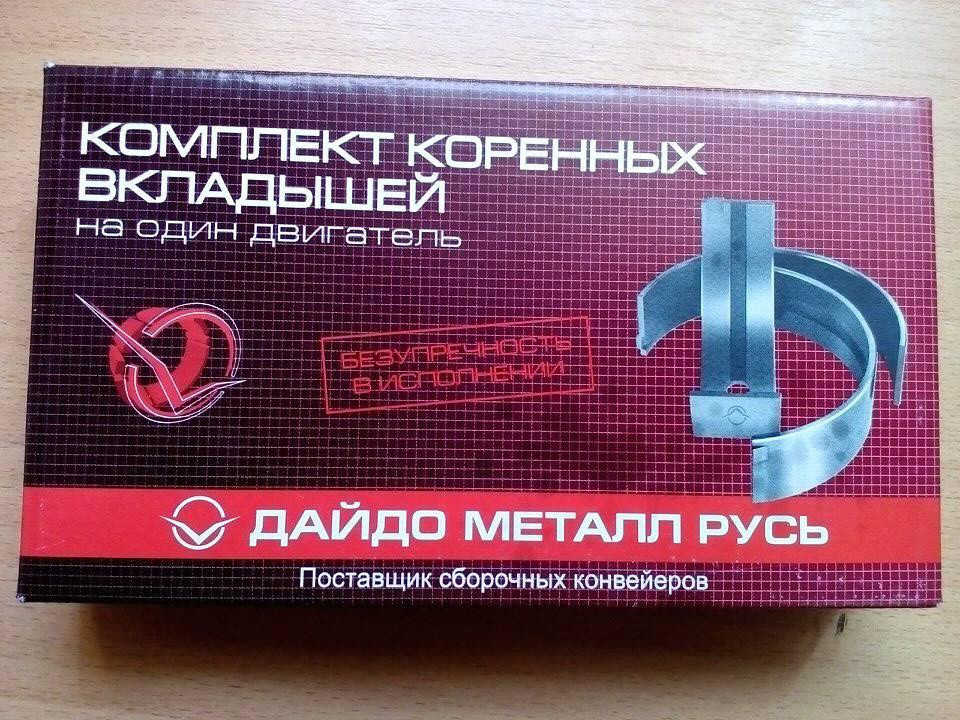 КОМПЛЕКТ КОРЕННЫХ
ВКЛАДЫШЕЙ
на один двигатель
БЕЗУПРЕЧНОСТЬ
В ИСПОЛНЕНИИ
ДАЙДО МЕТАЛЛ РУСЬ
Поставщик сборочных конвейеров